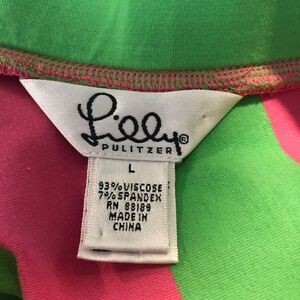 Lilly®
PULITZER
L
93% VISCOSE
7% SPANDEX
RN 88189
MADE IN
CHINA